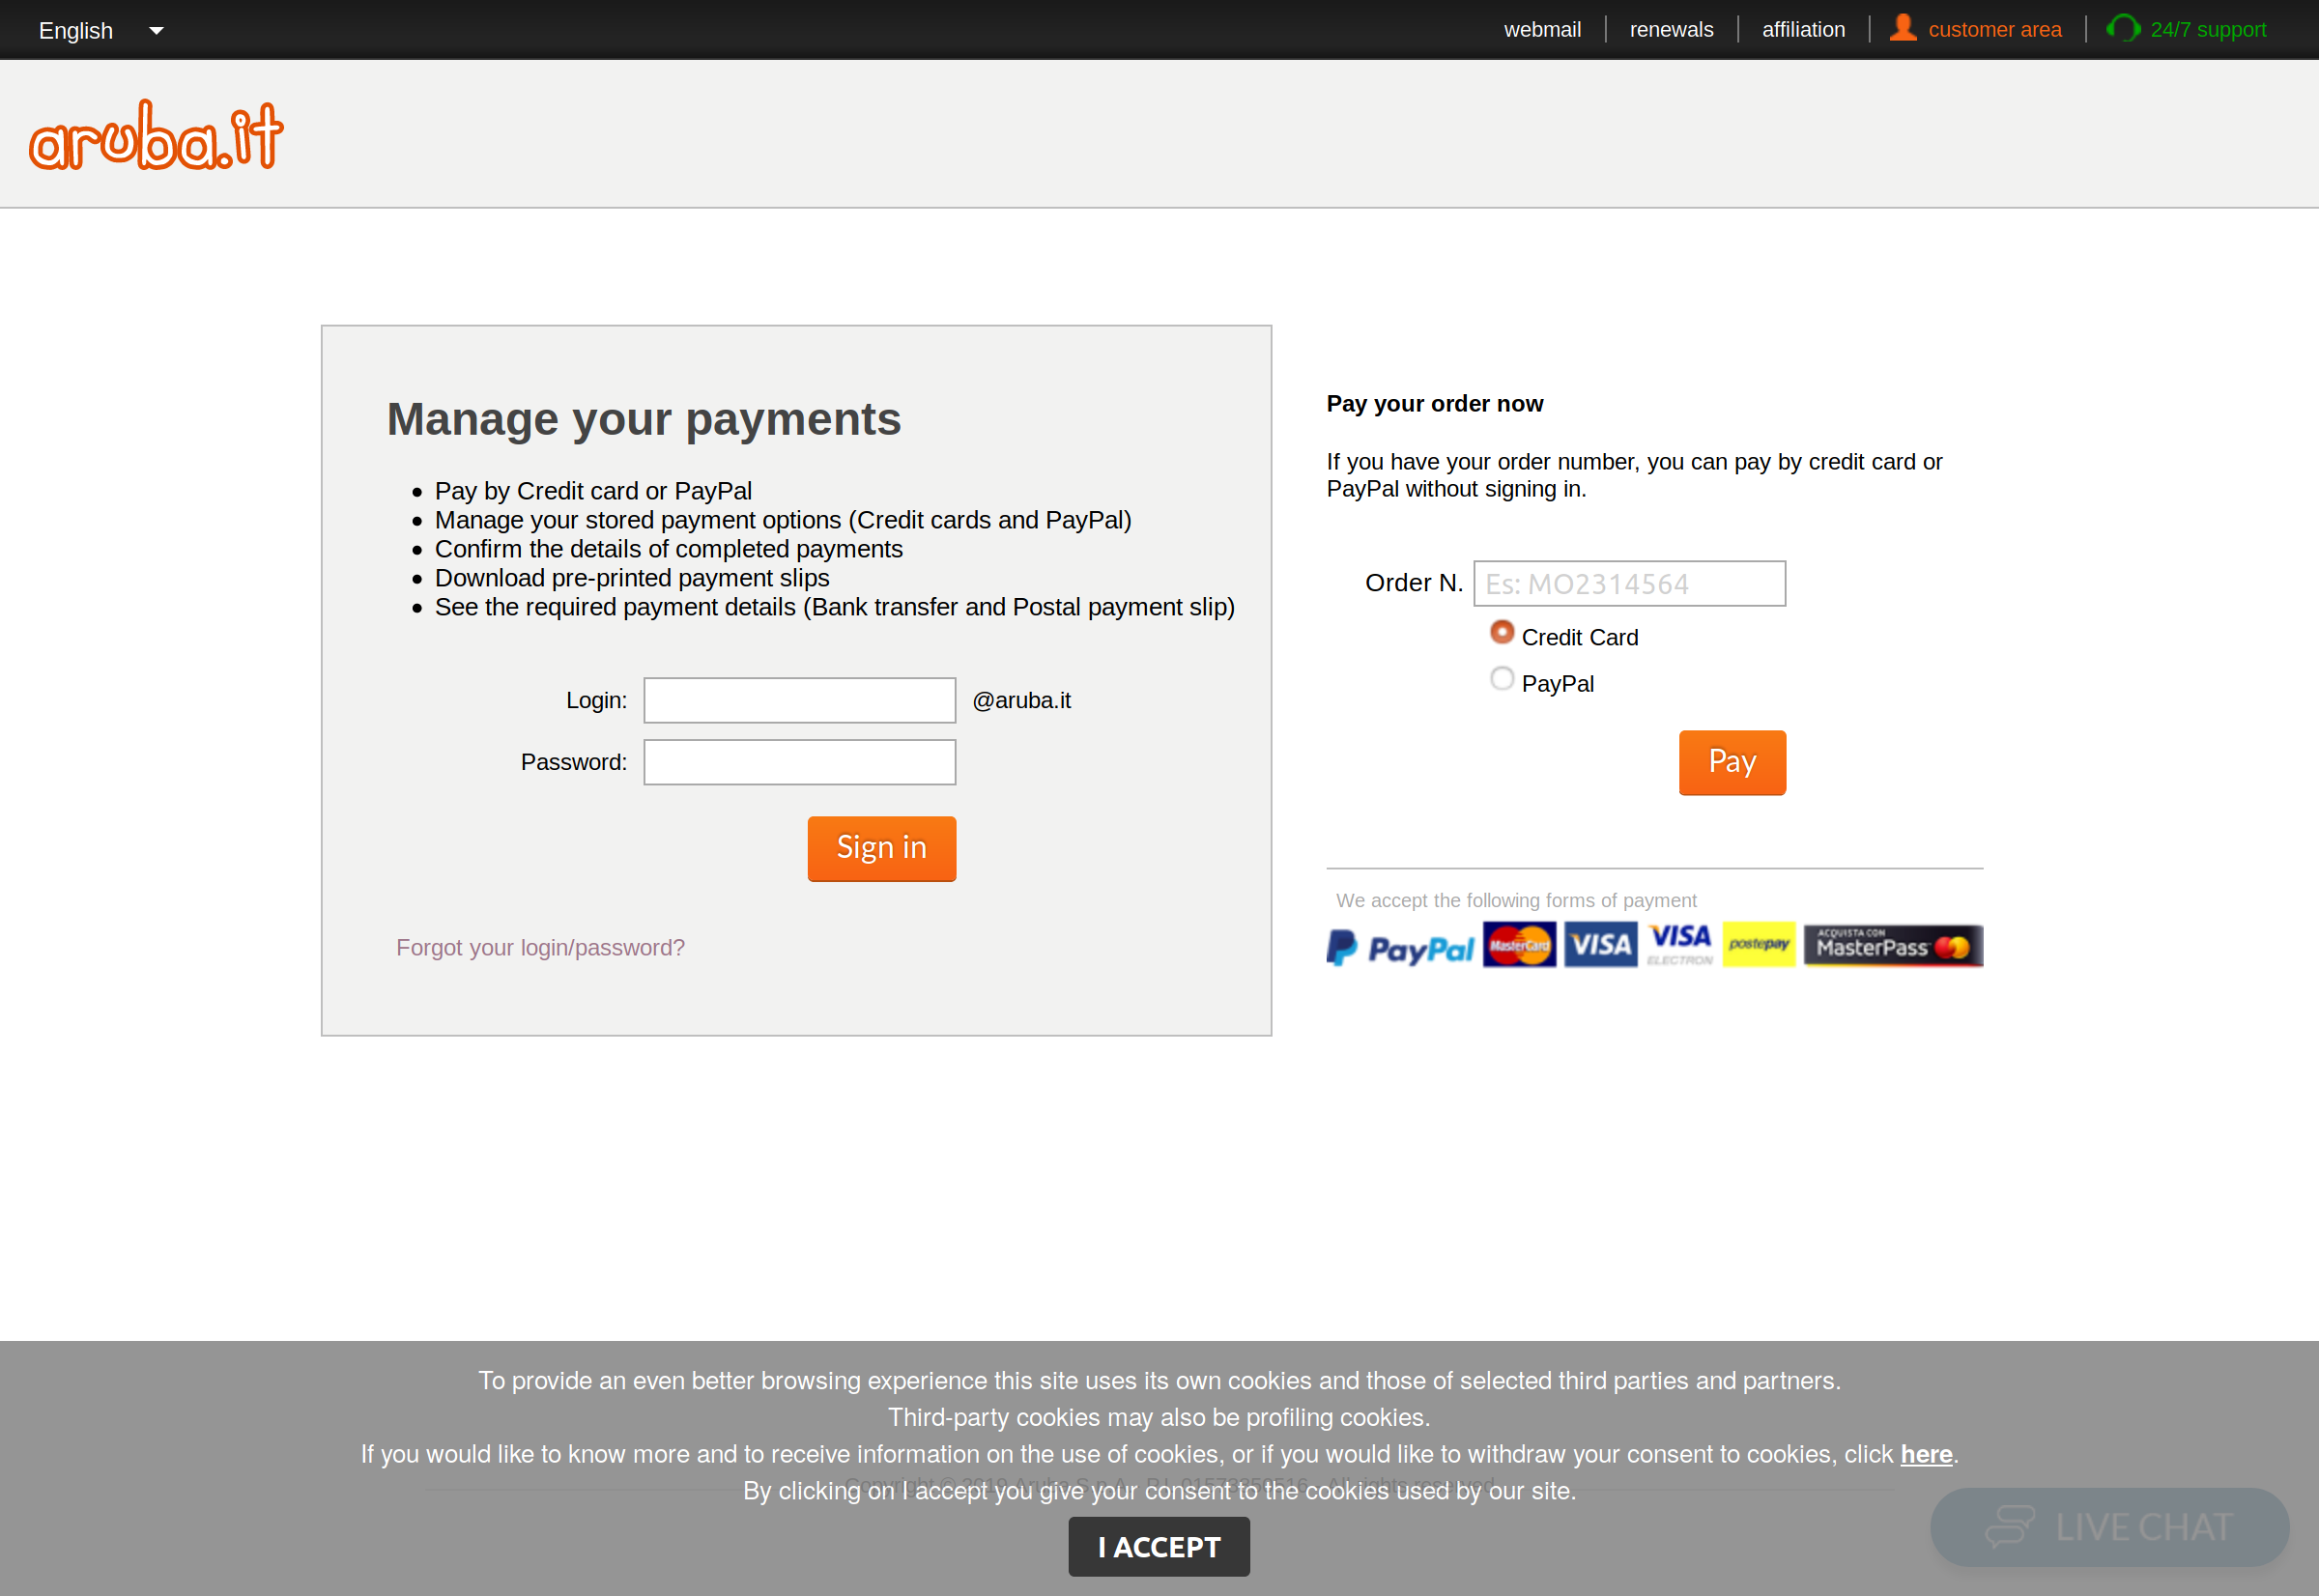 English
webmail
renewals
affiliation
customer area
24/7 support
aruba.it
Manage your payments
Pay by Credit card or PayPal
Manage your stored payment options (Credit cards and PayPal)
Confirm the details of completed payments
Download pre-printed payment slips
See the required payment details (Bank transfer and Postal payment slip)
Login:
@aruba.it
Password:
Sign in
Forgot your login/password?
Pay your order now
If you have your order number, you can pay by credit card or
PayPal without signing in.
Order N.
Es: MO2314564
Credit Card
PayPal
Pay
We accept the following forms of payment
PayPal
MasterCard
VISA
VISA
ELECTRON
postepay
ACQUISTA CON
MasterPass
To provide an even better browsing experience this site uses its own cookies and those of selected third parties and partners.
Third-party cookies may also be profiling cookies.
If you would like to know more and to receive information on the use of cookies, or if you would like to withdraw your consent to cookies, click here.
By clicking on I accept you give your consent to the cookies used by our site.
I ACCEPT
LIVE CHAT